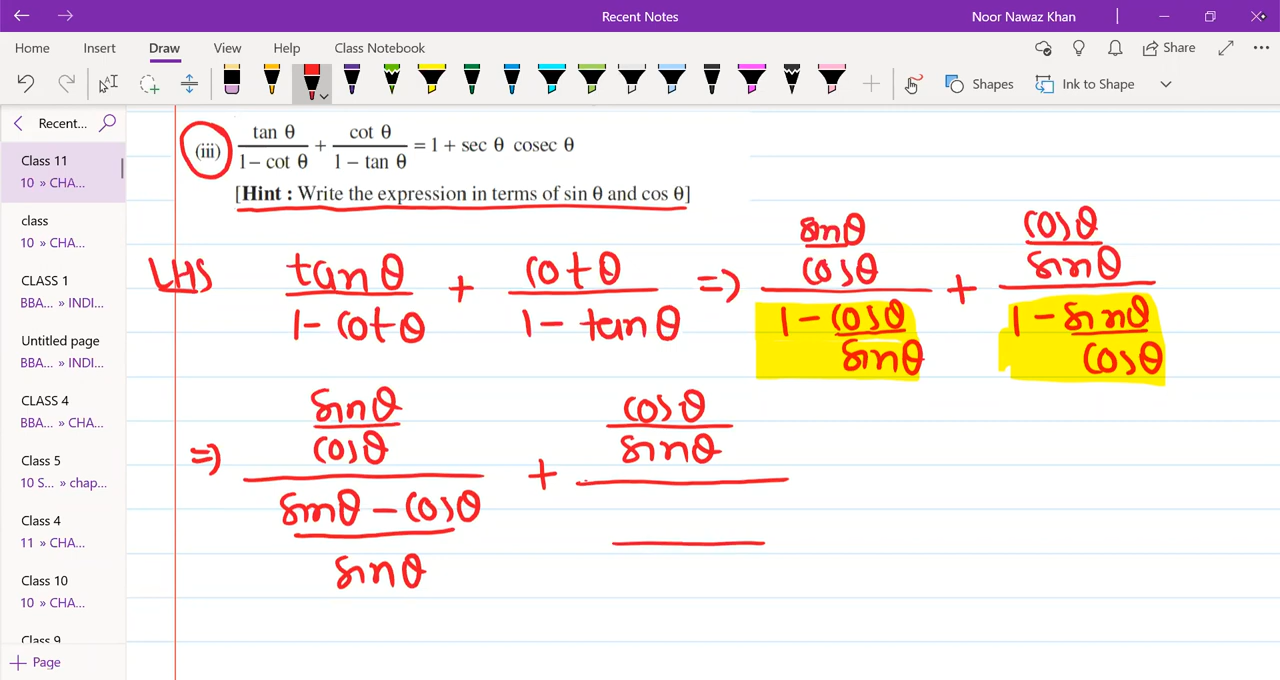 Recent Notes
Noor Nawaz Khan
Home Insert Draw View Help Class Notebook
Share
Shapes Ink to Shape
Recent...
Class 11
10 » CHA...
class
10 » CHA...
CLASS 1
BBA... » INDI...
Untitled page
BBA... » INDI...
CLASS 4
BBA... » CHA...
Class 5
10 S... » chap...
Class 4
11 » CHA...
Class 10
10 » CHA...
Class 9
+ Page
(iii) tan θ / 1 − cot θ + cot θ / 1 − tan θ = 1 + sec θ cosec θ
[Hint : Write the expression in terms of sin θ and cos θ]
LHS tanθ / 1 - cotθ + cotθ / 1 - tanθ => sinθ / cosθ / 1 - cosθ / sinθ + cosθ / sinθ / 1 - sinθ / cosθ
=> sinθ / cosθ / sinθ - cosθ / sinθ + cosθ / sinθ